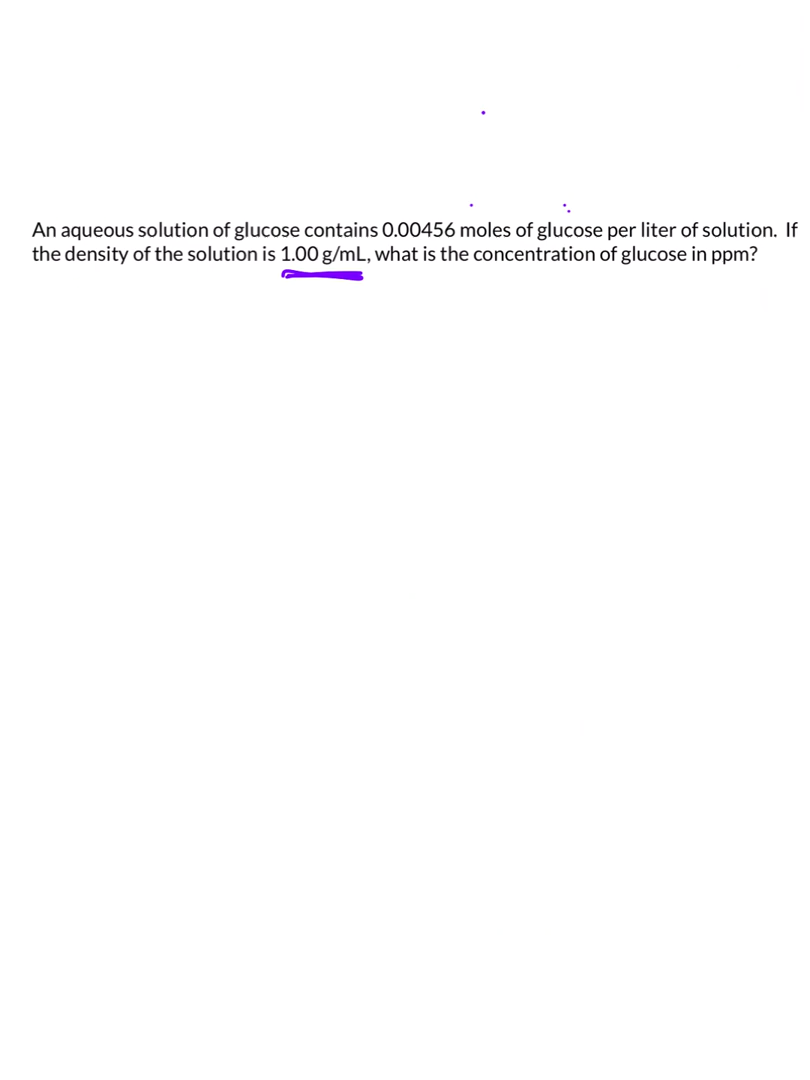 An aqueous solution of glucose contains 0.00456 moles of glucose per liter of solution.  If
the density of the solution is 1.00 g/mL, what is the concentration of glucose in ppm?